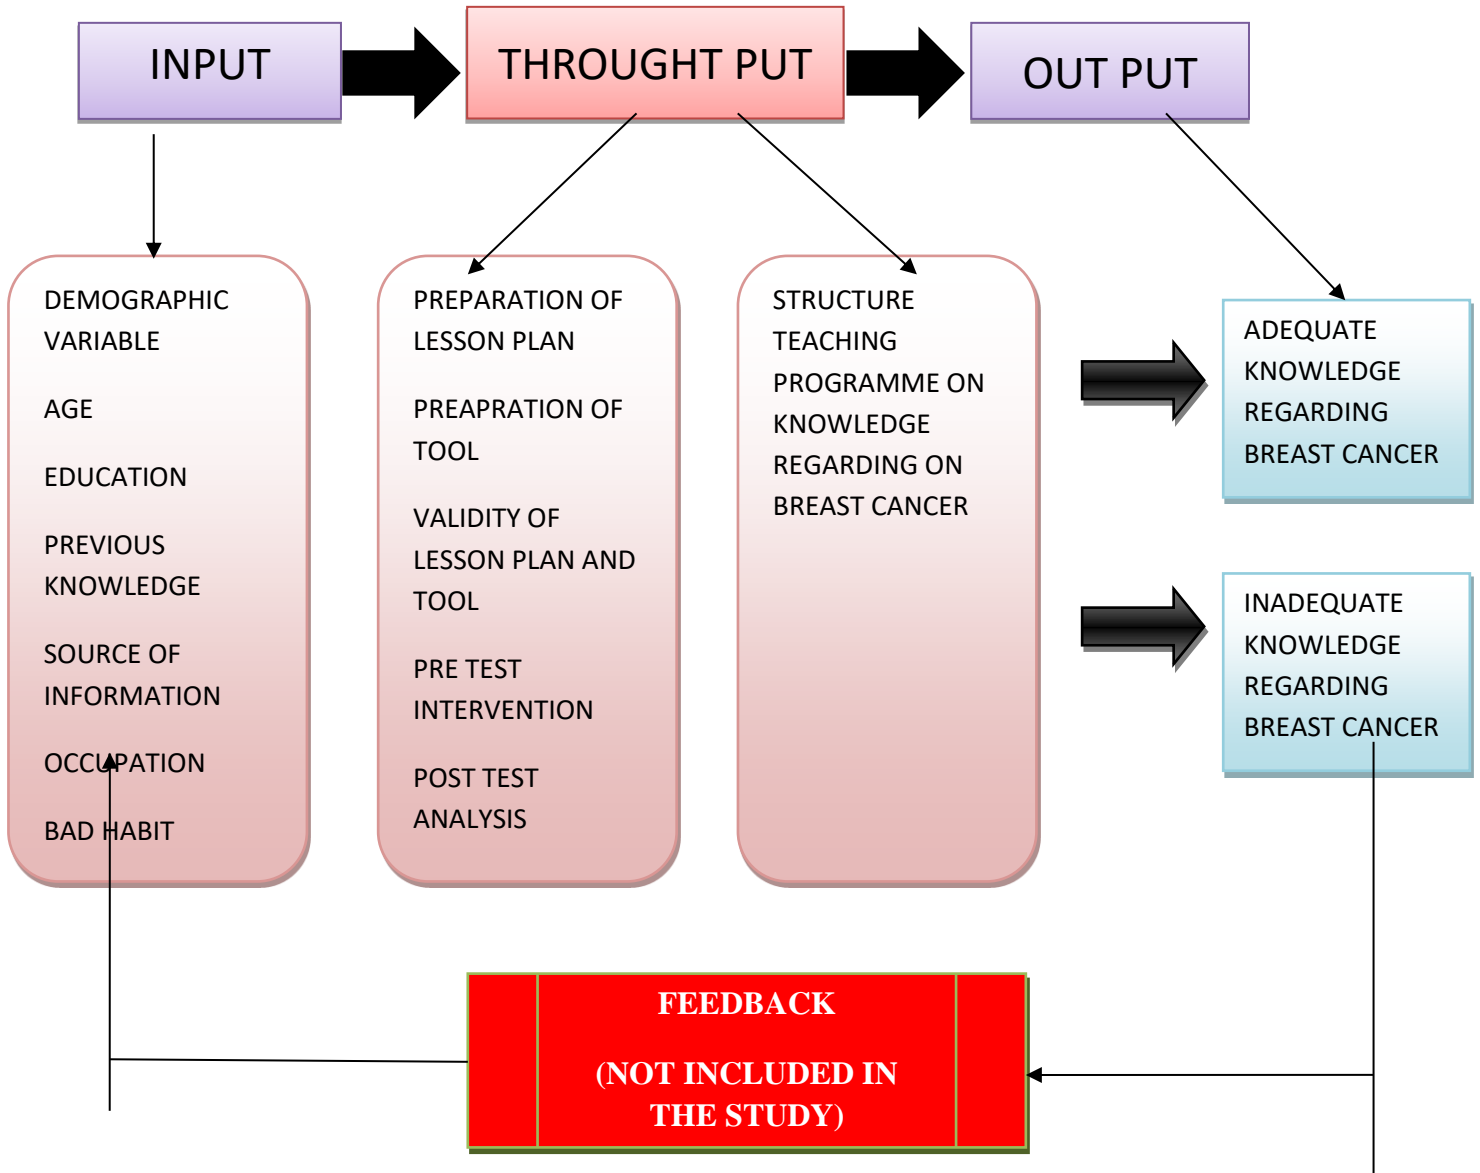 INPUT
THROUGHT PUT
OUT PUT
DEMOGRAPHIC
VARIABLE
AGE
EDUCATION
PREVIOUS
KNOWLEDGE
SOURCE OF
INFORMATION
OCCUPATION
BAD HABIT
PREPARATION OF
LESSON PLAN
PREAPRATION OF
TOOL
VALIDITY OF
LESSON PLAN AND
TOOL
PRE TEST
INTERVENTION
POST TEST
ANALYSIS
STRUCTURE
TEACHING
PROGRAMME ON
KNOWLEDGE
REGARDING ON
BREAST CANCER
ADEQUATE
KNOWLEDGE
REGARDING
BREAST CANCER
INADEQUATE
KNOWLEDGE
REGARDING
BREAST CANCER
FEEDBACK
(NOT INCLUDED IN
THE STUDY)